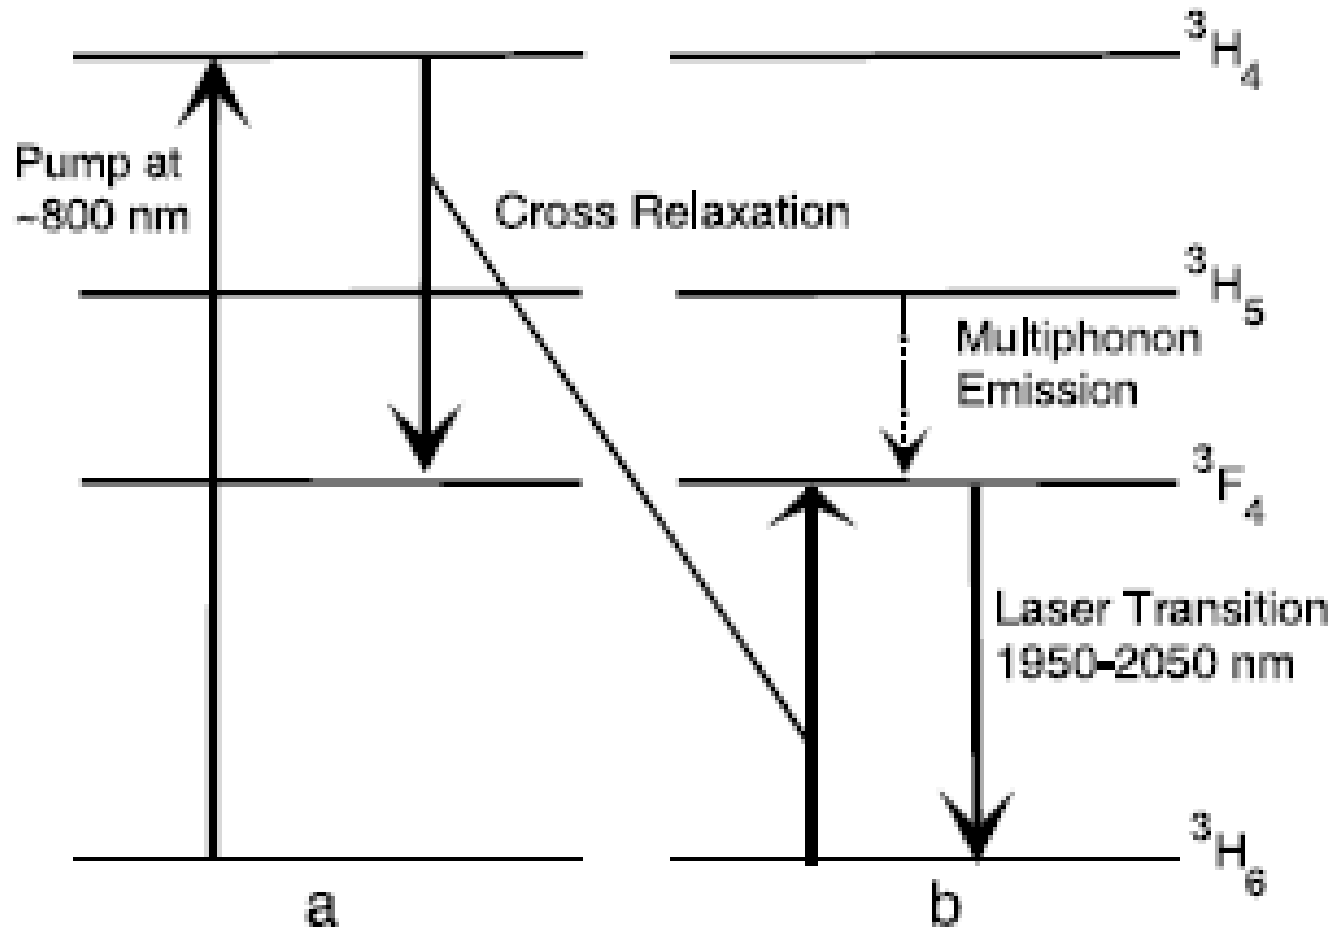 ³H₄
Pump at
~800 nm
Cross Relaxation
³H₅
Multiphonon
Emission
³F₄
Laser Transition
1950-2050 nm
³H₆
a
b